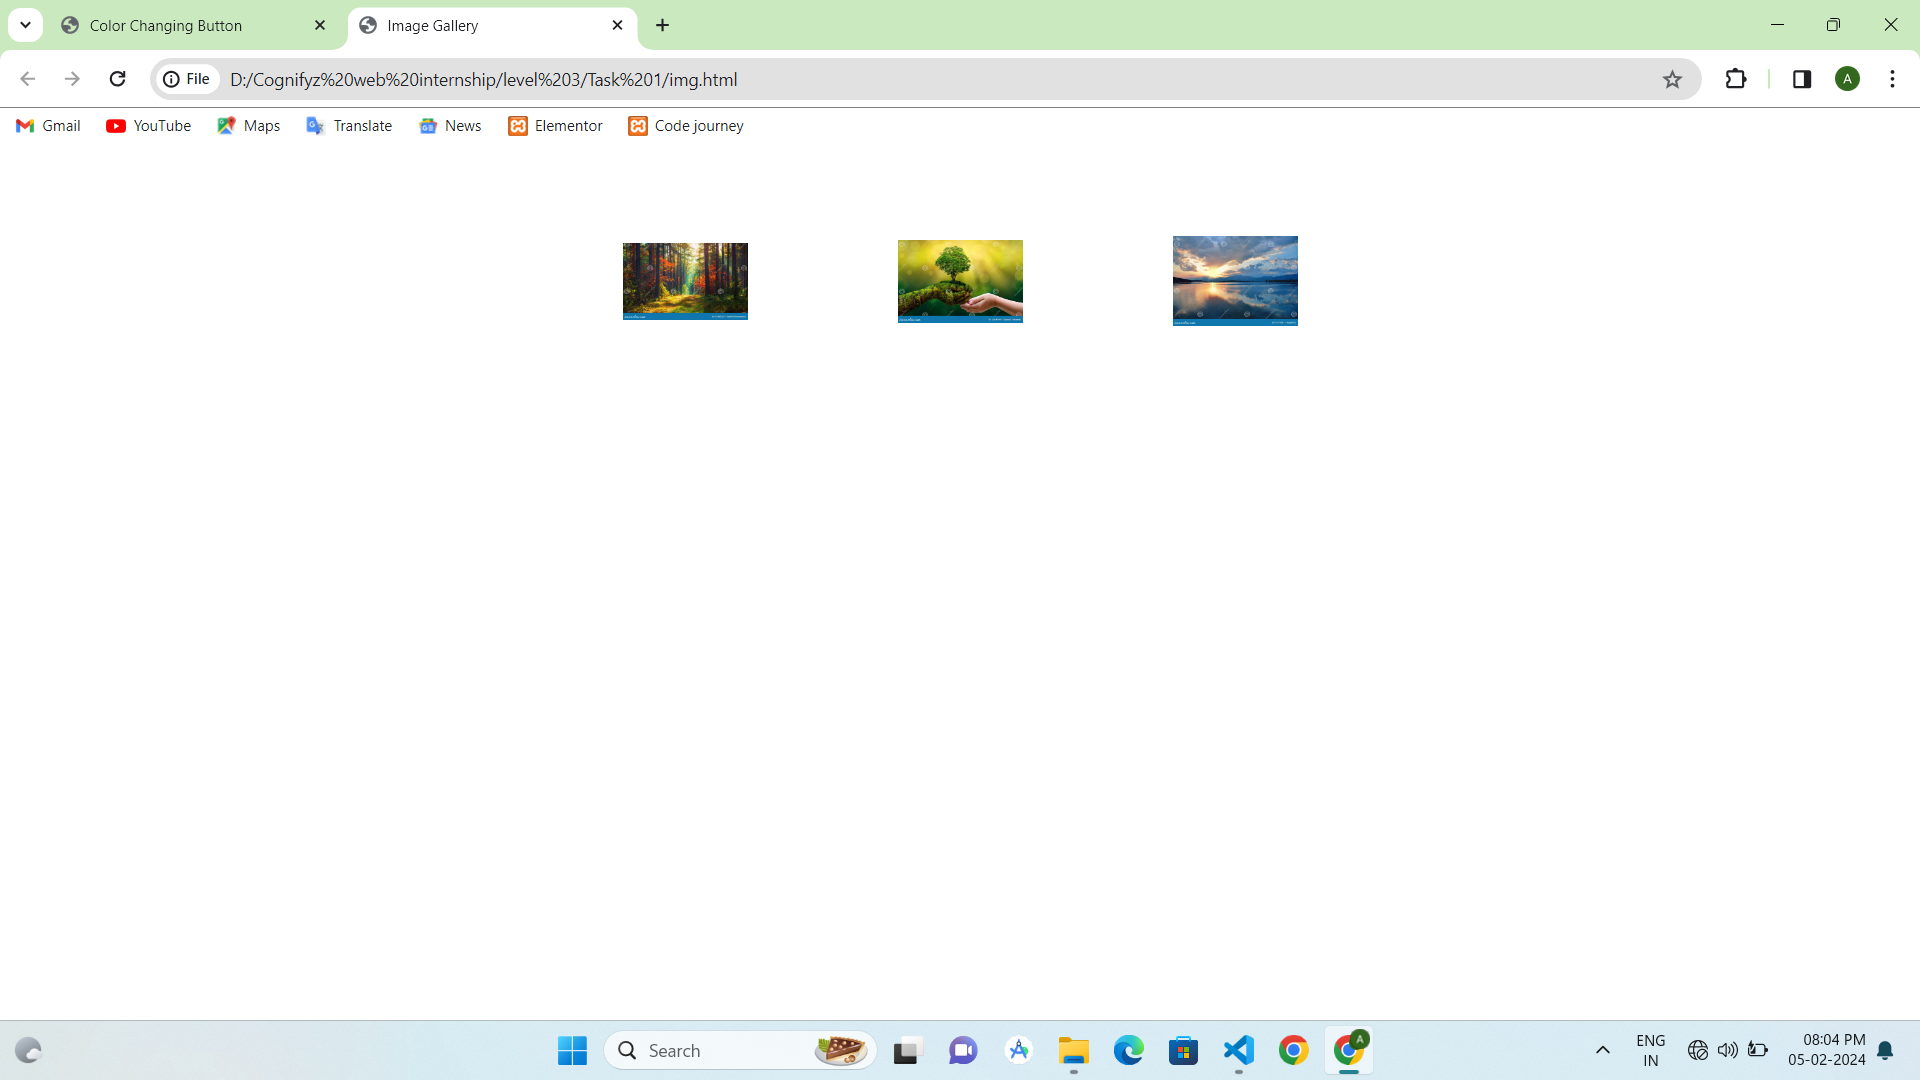 Color Changing Button
Image Gallery
File
D:/Cognifyz%20web%20internship/level%203/Task%201/img.html
A
Gmail
YouTube
Maps
Translate
News
Elementor
Code journey
Search
A
ENG
IN
08:04 PM
05-02-2024